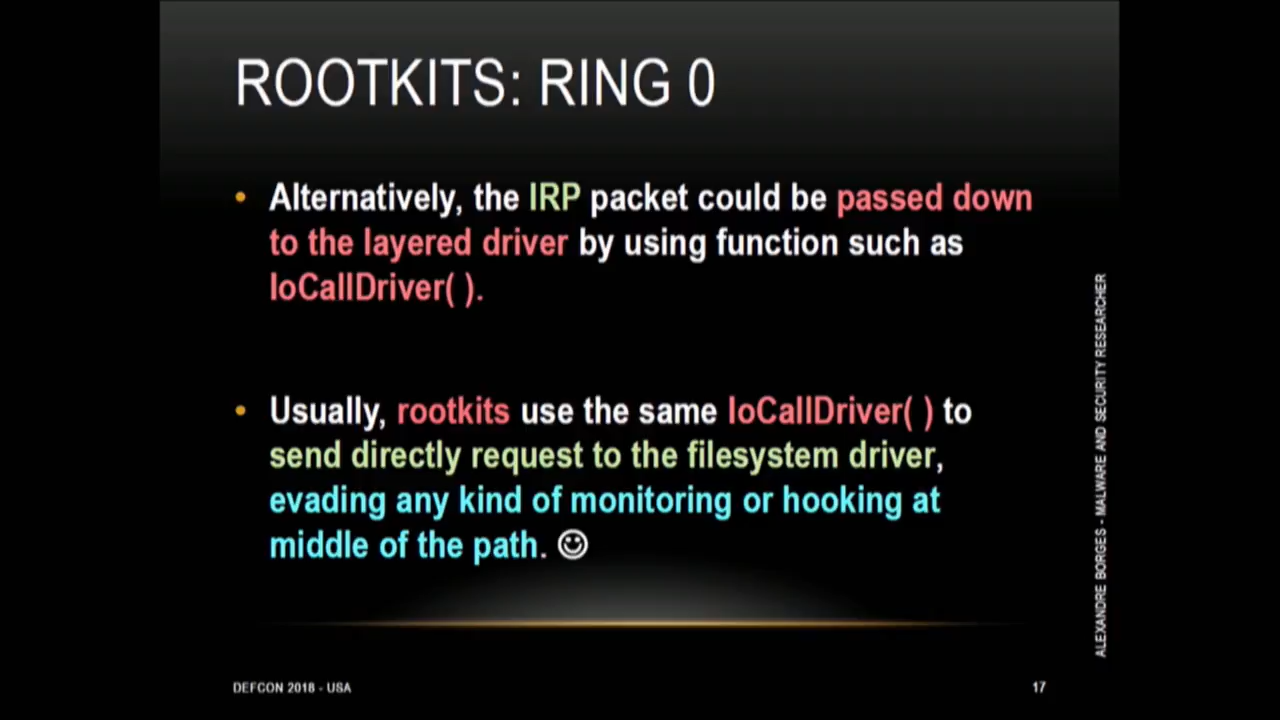 ROOTKITS: RING 0
• Alternatively, the IRP packet could be passed down
to the layered driver by using function such as
IoCallDriver( ).
• Usually, rootkits use the same IoCallDriver( ) to
send directly request to the filesystem driver,
evading any kind of monitoring or hooking at
middle of the path. ☺
ALEXANDRE BORGES - MALWARE AND SECURITY RESEARCHER
DEFCON 2018 - USA
17